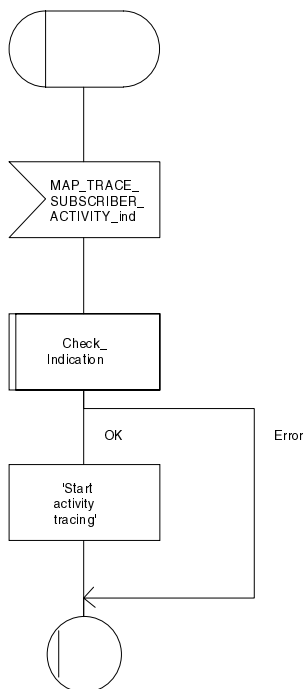 MAP_TRACE_
SUBSCRIBER_
ACTIVITY_ind
Check_
Indication
OK
Error
'Start
activity
tracing'